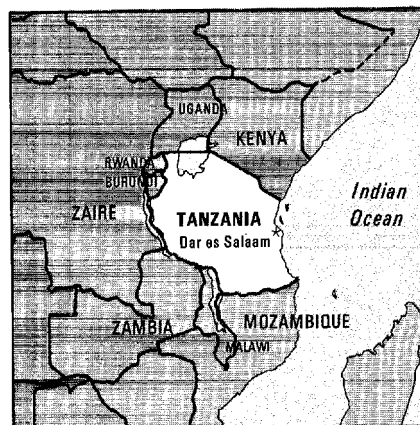 UGANDA
KENYA
RWANDA
BURUNDI
ZAIRE
TANZANIA
Dar es Salaam
Indian
Ocean
ZAMBIA
MOZAMBIQUE
MALAWI